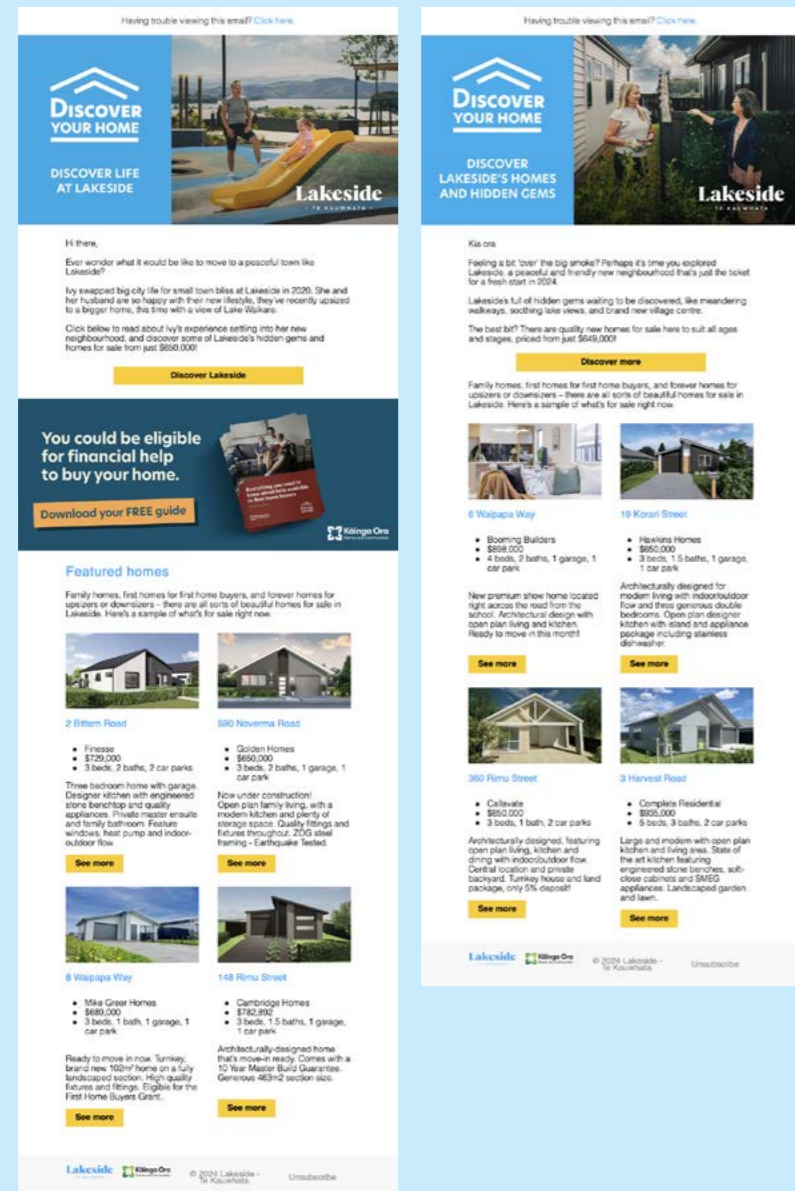 Having trouble viewing this email? Click here.
DISCOVER
YOUR HOME
DISCOVER LIFE
AT LAKESIDE
Lakeside
- TE KAUWHATA -
Hi there,
Ever wonder what it would be like to move to a peaceful town like
Lakeside?
Ivy swapped big city life for small town bliss at Lakeside in 2020. She and
her husband are so happy with their new lifestyle, they've recently upsized
to a bigger home, this time with a view of Lake Waikare.
Click below to read about Ivy's experience settling into her new
neighbourhood, and discover some of Lakeside's hidden gems and
homes for sale from just $650,000!
Discover Lakeside
You could be eligible
for financial help
to buy your home.
Download your FREE guide
Everything you need to
know about help available
to first home buyers
Kāinga Ora
Homes and Communities
Featured homes
Family homes, first homes for first home buyers, and forever homes for
upsizers or downsizers – there are all sorts of beautiful homes for sale in
Lakeside. Here's a sample of what's for sale right now.
2 Bittern Road
• Finesse
• $729,000
• 3 beds, 2 baths, 2 car parks
Three bedroom home with garage.
Designer kitchen with engineered
stone benchtop and quality
appliances. Private master ensuite
and family bathroom. Feature
windows, heat pump and indoor-
outdoor flow.
See more
590 Noverma Road
• Golden Homes
• $650,000
• 3 beds, 2 baths, 1 garage, 1
car park
Now under construction!
Open plan family living, with a
modern kitchen and plenty of
storage space. Quality fittings and
fixtures throughout. ZOG steel
framing - Earthquake Tested.
See more
8 Waipapa Way
• Mike Greer Homes
• $689,000
• 3 beds, 1 bath, 1 garage, 1
car park
Ready to move in now. Turnkey,
brand new 102m² home on a fully
landscaped section. High quality
fixtures and fittings. Eligible for the
First Home Buyers Grant.
See more
148 Rimu Street
• Cambridge Homes
• $782,892
• 3 beds, 1.5 baths, 1 garage,
1 car park
Architecturally-designed home
that's move-in ready. Comes with a
10 Year Master Build Guarantee.
Generous 463m2 section size.
See more
Lakeside
Kāinga Ora
© 2024 Lakeside -
Te Kauwhata.
Unsubscribe
Having trouble viewing this email? Click here.
DISCOVER
YOUR HOME
DISCOVER
LAKESIDE'S HOMES
AND HIDDEN GEMS
Lakeside
- TE KAUWHATA -
Kia ora
Feeling a bit 'over' the big smoke? Perhaps it's time you explored
Lakeside, a peaceful and friendly new neighbourhood that's just the ticket
for a fresh start in 2024.
Lakeside's full of hidden gems waiting to be discovered, like meandering
walkways, soothing lake views, and brand new village centre.
The best bit? There are quality new homes for sale here to suit all ages
and stages, priced from just $649,000!
Discover more
Family homes, first homes for first home buyers, and forever homes for
upsizers or downsizers – there are all sorts of beautiful homes for sale in
Lakeside. Here's a sample of what's for sale right now.
6 Waipapa Way
• Booming Builders
• $898,000
• 4 beds, 2 baths, 1 garage, 1
car park
New premium show home located
right across the road from the
school. Architectural design with
open plan living and kitchen.
Ready to move in this month!
See more
19 Korari Street
• Hawkins Homes
• $650,000
• 3 beds, 1.5 baths, 1 garage,
1 car park
Architecturally designed for
modern living with indoor/outdoor
flow and three generous double
bedrooms. Open plan designer
kitchen with island and appliance
package including stainless
dishwasher.
See more
360 Rimu Street
• Callavate
• $650,000
• 3 beds, 1 bath, 2 car parks
Architecturally designed, featuring
open plan living, kitchen and
dining with indoor/outdoor flow.
Central location and private
backyard. Turnkey house and land
package, only 5% deposit!
See more
3 Harvest Road
• Complete Residential
• $935,000
• 5 beds, 3 baths, 2 car parks
Large and modern with open plan
kitchen and living area. State of
the art kitchen featuring
engineered stone benches, soft-
close cabinets and SMEG
appliances. Landscaped garden
and lawn.
See more
Lakeside
Kāinga Ora
© 2024 Lakeside -
Te Kauwhata.
Unsubscribe